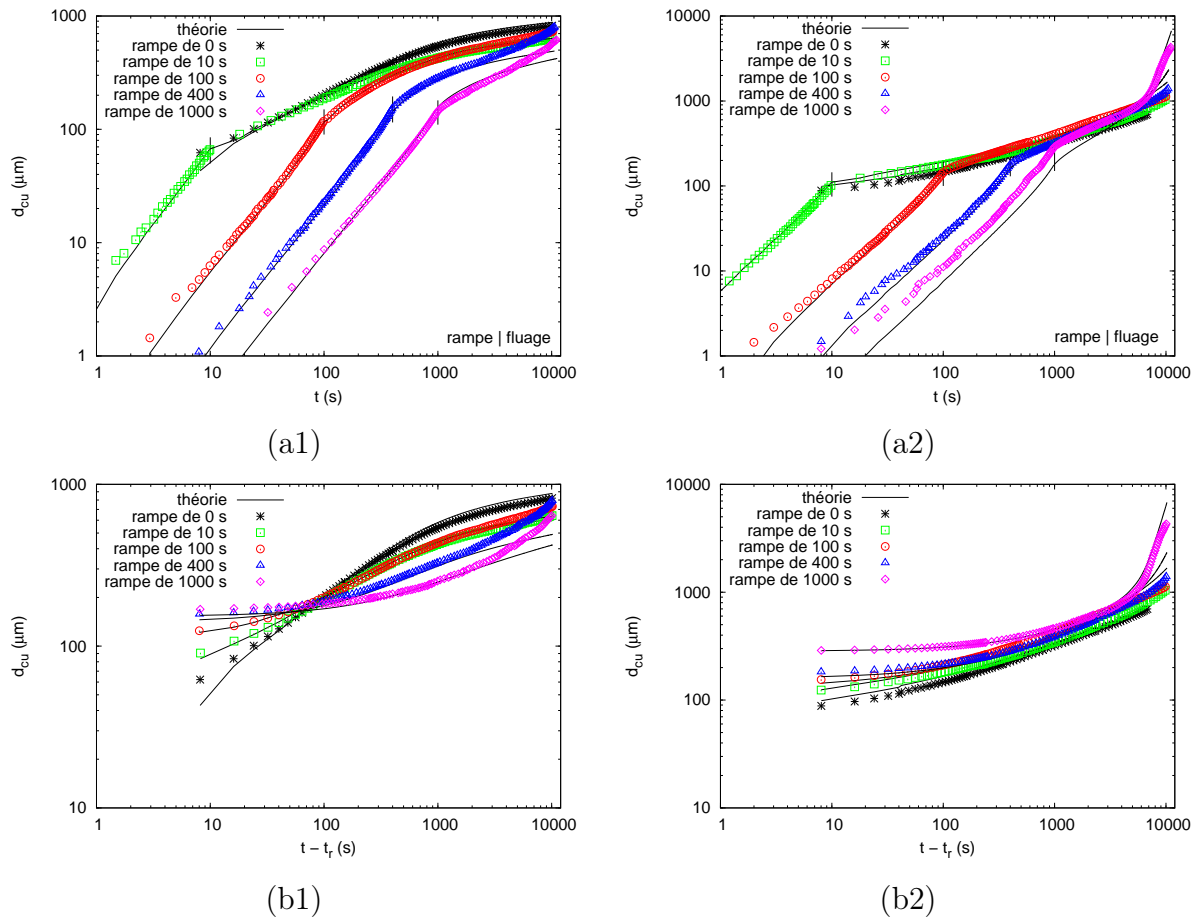 d_cu (µm)
1000
100
10
1
1
10
100
1000
10000
t (s)
théorie
rampe de 0 s
rampe de 10 s
rampe de 100 s
rampe de 400 s
rampe de 1000 s
rampe | fluage
(a1)
d_cu (µm)
10000
1000
100
10
1
1
10
100
1000
10000
t (s)
théorie
rampe de 0 s
rampe de 10 s
rampe de 100 s
rampe de 400 s
rampe de 1000 s
rampe | fluage
(a2)
d_cu (µm)
1000
100
10
1
10
100
1000
10000
t − t_r (s)
théorie
rampe de 0 s
rampe de 10 s
rampe de 100 s
rampe de 400 s
rampe de 1000 s
(b1)
d_cu (µm)
10000
1000
100
10
1
10
100
1000
10000
t − t_r (s)
théorie
rampe de 0 s
rampe de 10 s
rampe de 100 s
rampe de 400 s
rampe de 1000 s
(b2)